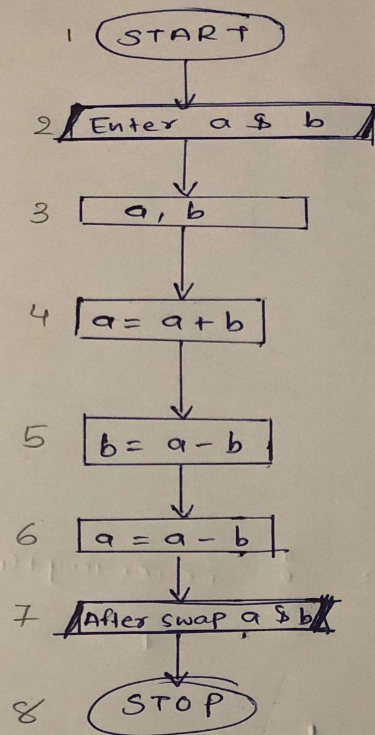 1 START
2 Enter a & b
3 a, b
4 a = a + b
5 b = a - b
6 a = a - b
7 After swap a & b
8 STOP